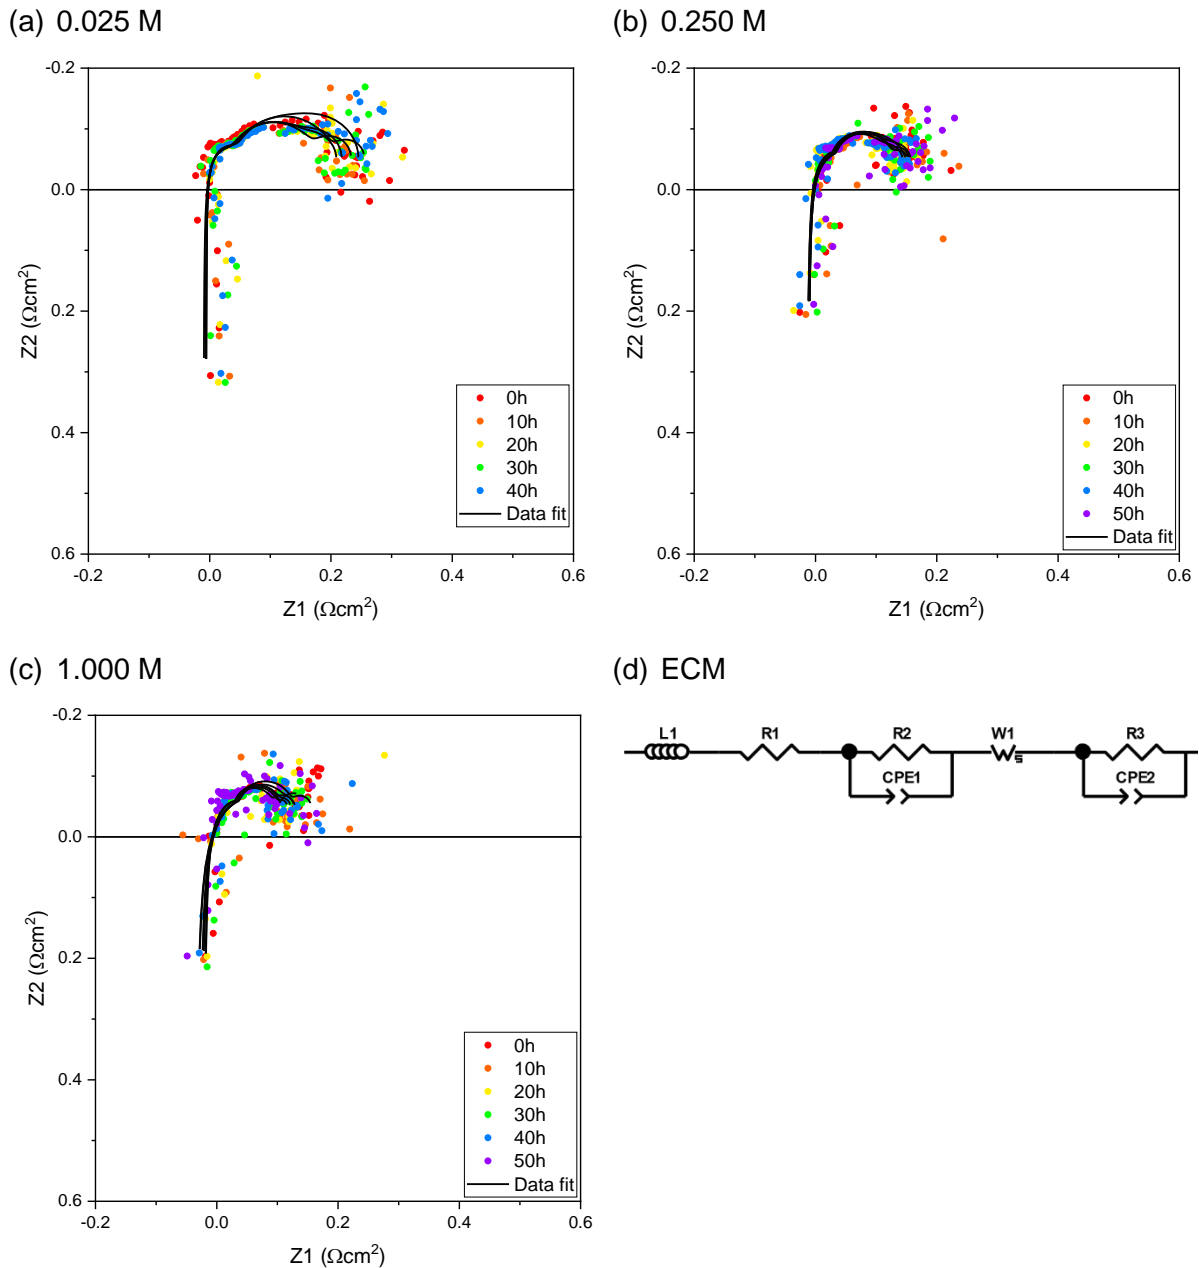 (a) 0.025 M
-0.2
0.0
0.2
0.4
0.6
-0.2 0.0 0.2 0.4 0.6
Z2 (Ωcm²)
Z1 (Ωcm²)
0h
10h
20h
30h
40h
Data fit
(b) 0.250 M
-0.2
0.0
0.2
0.4
0.6
-0.2 0.0 0.2 0.4 0.6
Z2 (Ωcm²)
Z1 (Ωcm²)
0h
10h
20h
30h
40h
50h
Data fit
(c) 1.000 M
-0.2
0.0
0.2
0.4
0.6
-0.2 0.0 0.2 0.4 0.6
Z2 (Ωcm²)
Z1 (Ωcm²)
0h
10h
20h
30h
40h
50h
Data fit
(d) ECM
L1 R1 R2 W1 R3
CPE1 CPE2